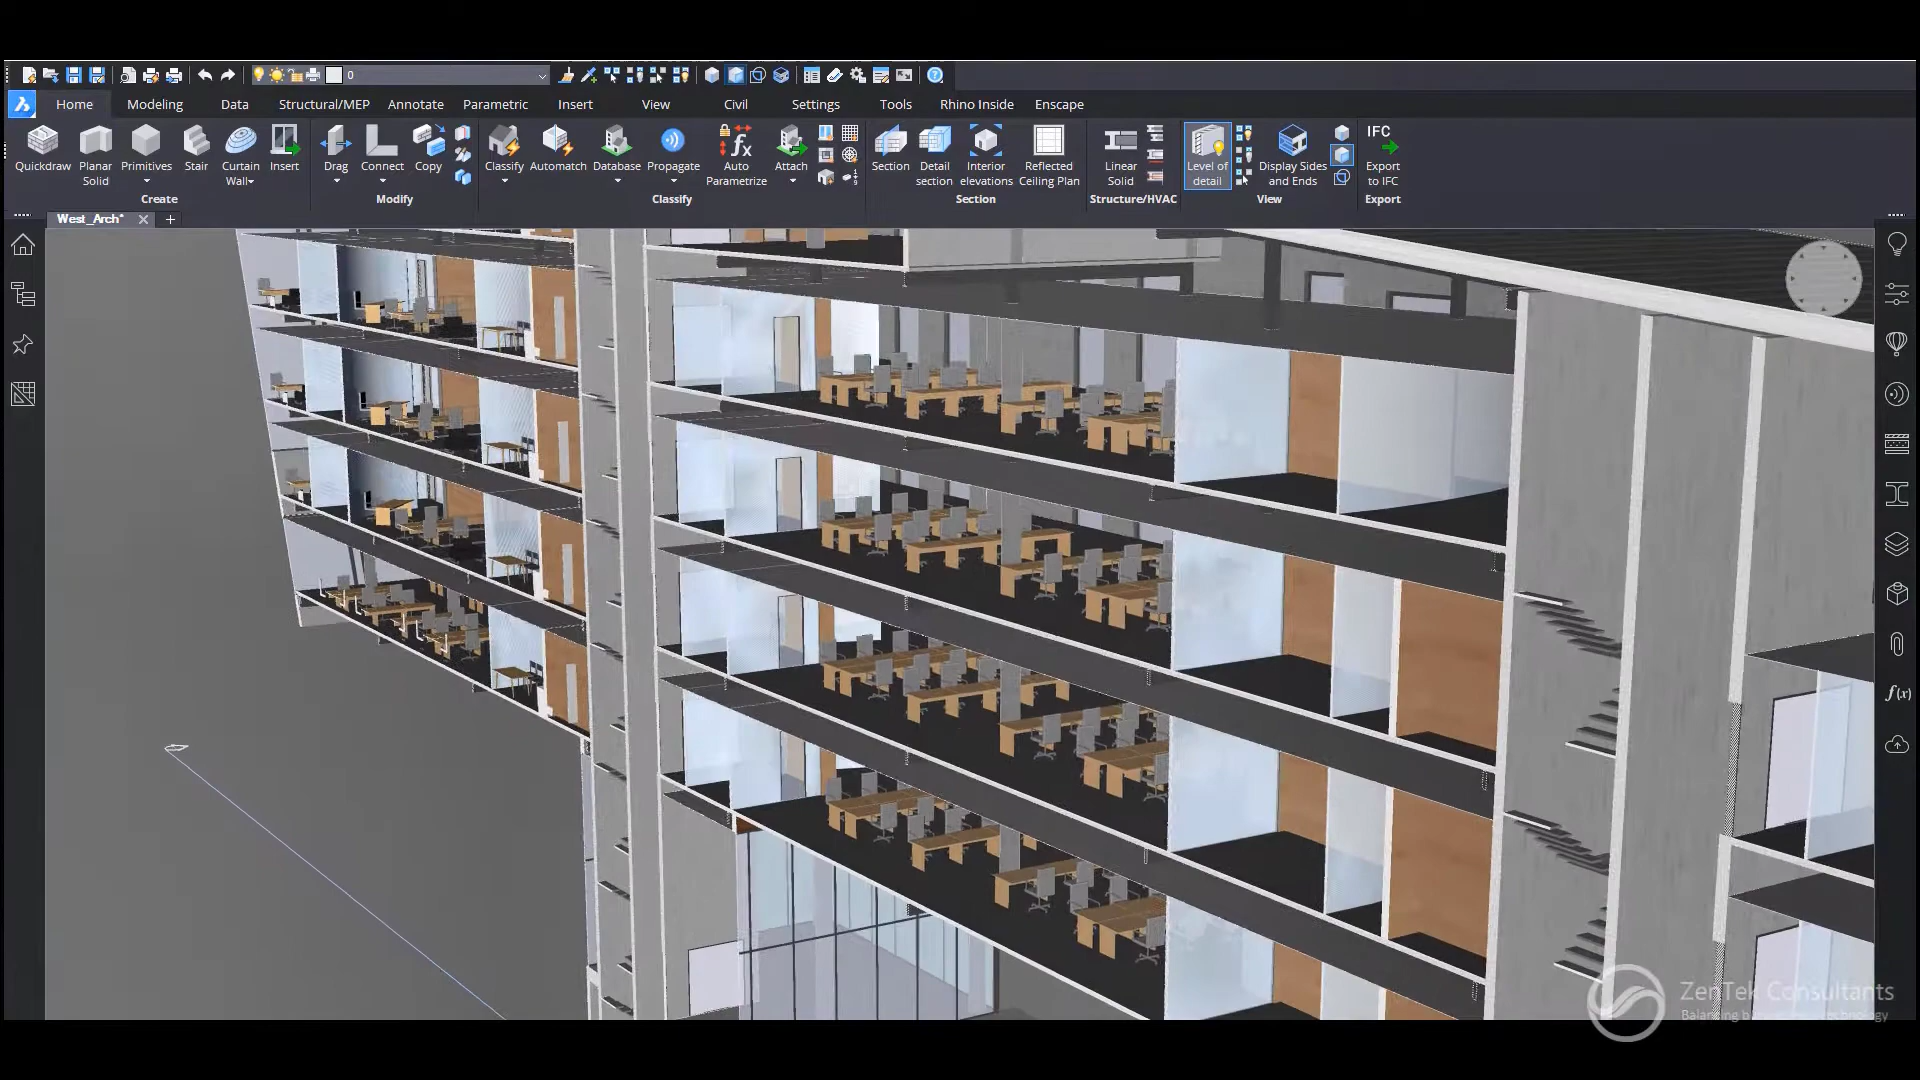 0
Home Modeling Data Structural/MEP Annotate Parametric Insert View Civil Settings Tools Rhino Inside Enscape
Quickdraw Planar Solid Primitives Stair Curtain Wall Insert
Create
Drag Connect Copy
Modify
Classify Automatch Database Propagate fx Auto Parametrize Attach
Classify
Section Detail section Interior elevations Reflected Ceiling Plan
Section
Linear Solid
Structure/HVAC
Level of detail Display Sides and Ends
View
IFC
Export to IFC
Export
West_Arch*
f(x)
ZenTek Consultants
Balancing technology